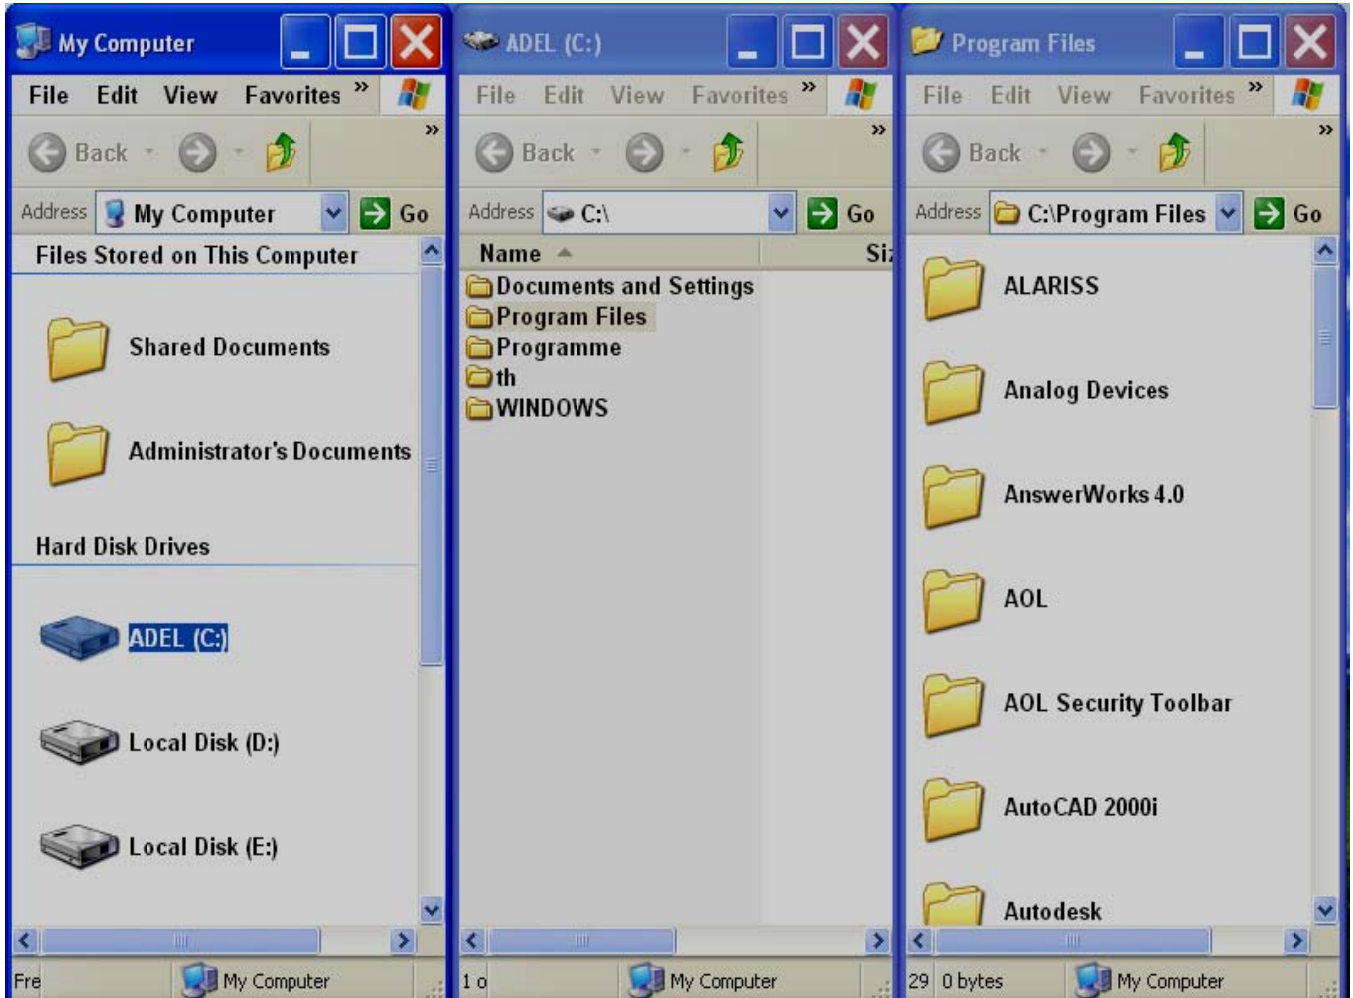 My Computer
File Edit View Favorites »
Back »
Address My Computer Go
Files Stored on This Computer
Shared Documents
Administrator's Documents
Hard Disk Drives
ADEL (C:)
Local Disk (D:)
Local Disk (E:)
Fre My Computer
ADEL (C:)
File Edit View Favorites »
Back »
Address C:\ Go
Name Siz
Documents and Settings
Program Files
Programme
th
WINDOWS
1 o My Computer
Program Files
File Edit View Favorites »
Back »
Address C:\Program Files Go
ALARISS
Analog Devices
AnswerWorks 4.0
AOL
AOL Security Toolbar
AutoCAD 2000i
Autodesk
29 0 bytes My Computer